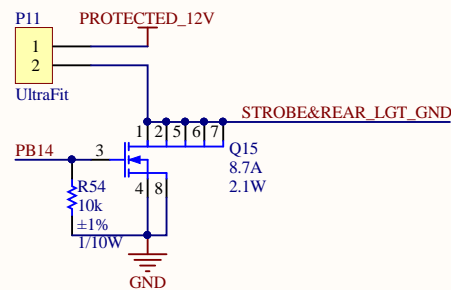 P11
PROTECTED_12V
1
2
UltraFit
STROBE&REAR_LGT_GND
1 2 5 6 7
Q15
8.7A
2.1W
PB14
3
R54
10k
±1%
1/10W
4 8
GND